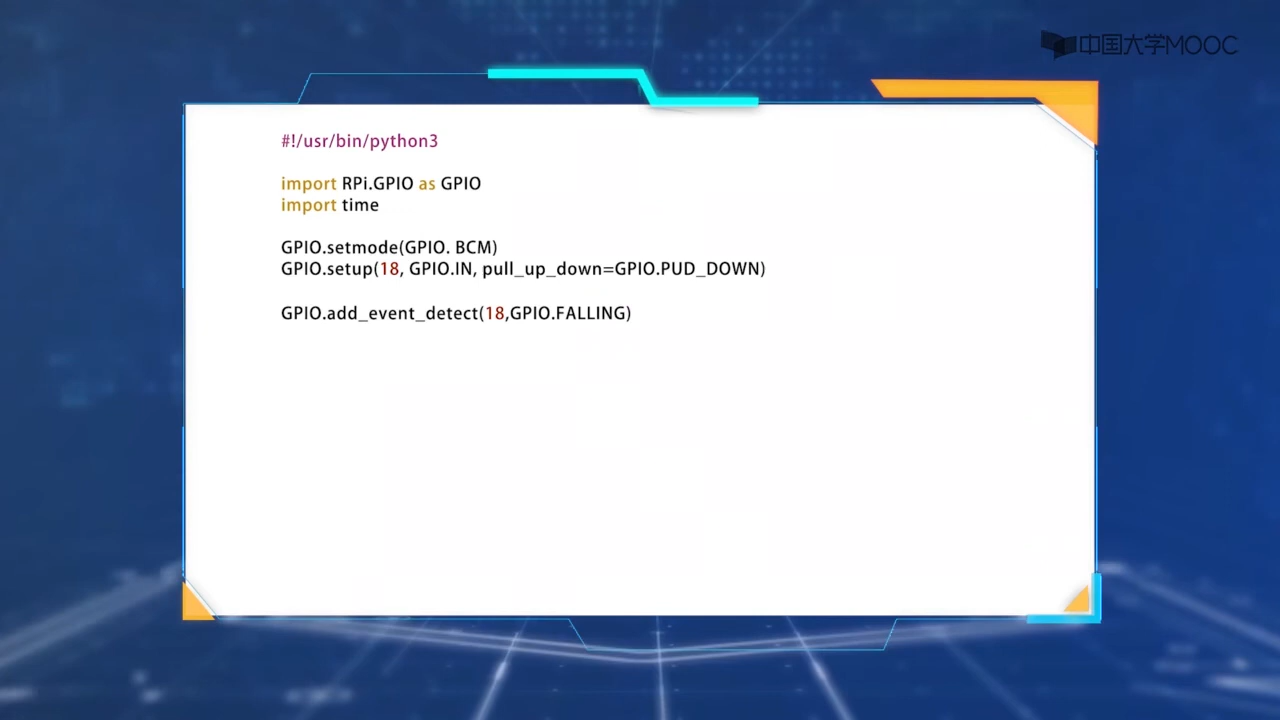 中国大学MOOC
#!/usr/bin/python3
import RPi.GPIO as GPIO
import time
GPIO.setmode(GPIO. BCM)
GPIO.setup(18, GPIO.IN, pull_up_down=GPIO.PUD_DOWN)
GPIO.add_event_detect(18,GPIO.FALLING)